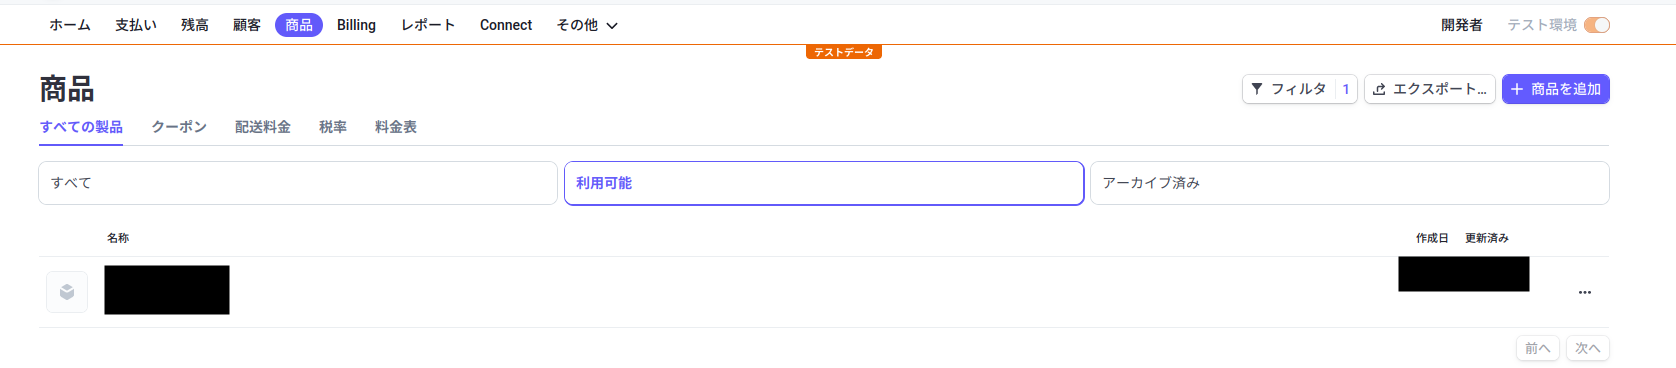 ホーム 支払い 残高 顧客 商品 Billing レポート Connect その他 開発者 テスト環境
テストデータ
商品 フィルタ 1 エクスポート... 商品を追加
すべての製品 クーポン 配送料金 税率 料金表
すべて 利用可能 アーカイブ済み
名称 作成日 更新済み
前へ 次へ